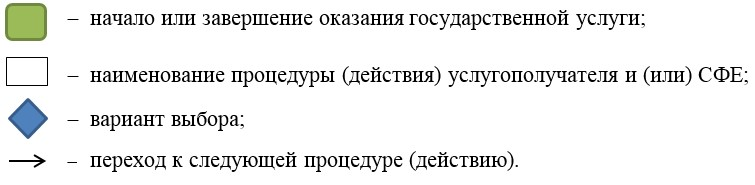 – начало или завершение оказания государственной услуги;
– наименование процедуры (действия) услугополучателя и (или) СФЕ;
– вариант выбора;
– переход к следующей процедуре (действию).